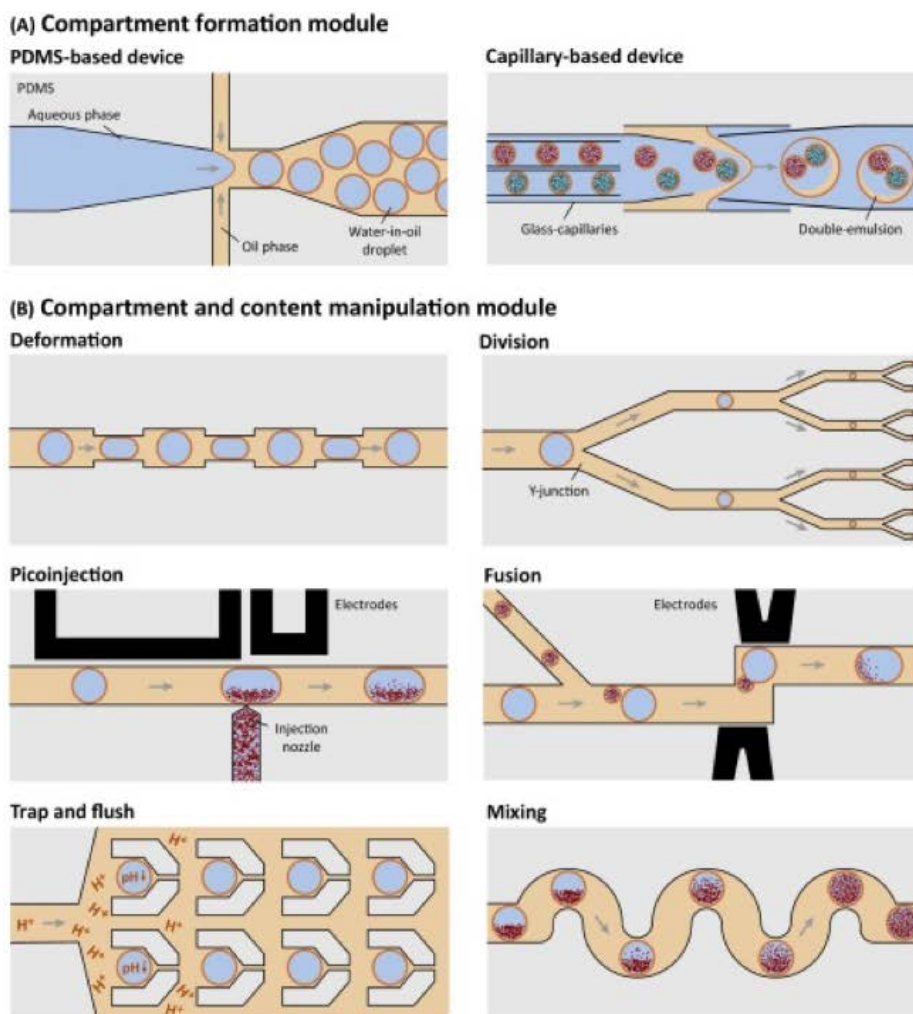 (A) Compartment formation module
PDMS-based device
Capillary-based device
PDMS
Aqueous phase
Oil phase
Water-in-oil
droplet
Glass-capillaries
Double-emulsion
(B) Compartment and content manipulation module
Deformation
Division
Y-junction
Picoinjection
Fusion
Electrodes
Electrodes
Injection
nozzle
Trap and flush
Mixing
H⁺
H⁺
H⁺
H⁺
H⁺
H⁺
H⁺
H⁺
H⁺
H⁺
H⁺
H⁺
pH↓
pH↓